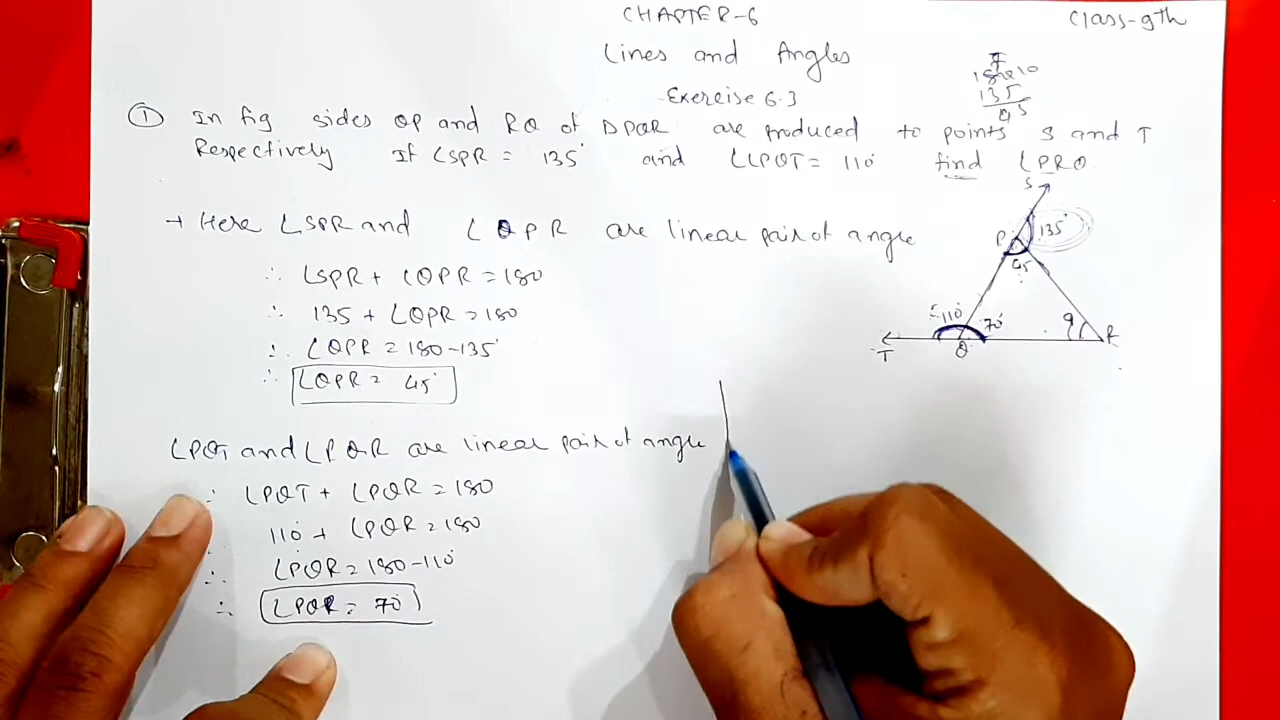 CHAPTER-6
Class-9th
Lines and Angles
Exercise 6.3
① In fig sides QP and RQ of ΔPQR are produced to points S and T
Respectively If ∠SPR = 135° and ∠LPQT = 110° find ∠PRQ.
→ Here ∠SPR and ∠QPR are linear pair of angle
∴ ∠SPR + ∠QPR = 180
∴ 135 + ∠QPR = 180
∴ ∠QPR = 180-135°
∴ ∠QPR = 45°
∠PQT and ∠PQR are linear pair of angle
∴ ∠PQT + ∠PQR = 180
110° + ∠PQR = 180
∴ ∠PQR = 180-110°
∴ ∠PQR = 70°
135
45
S
P
135°
45
110°
70°
T
Q
R